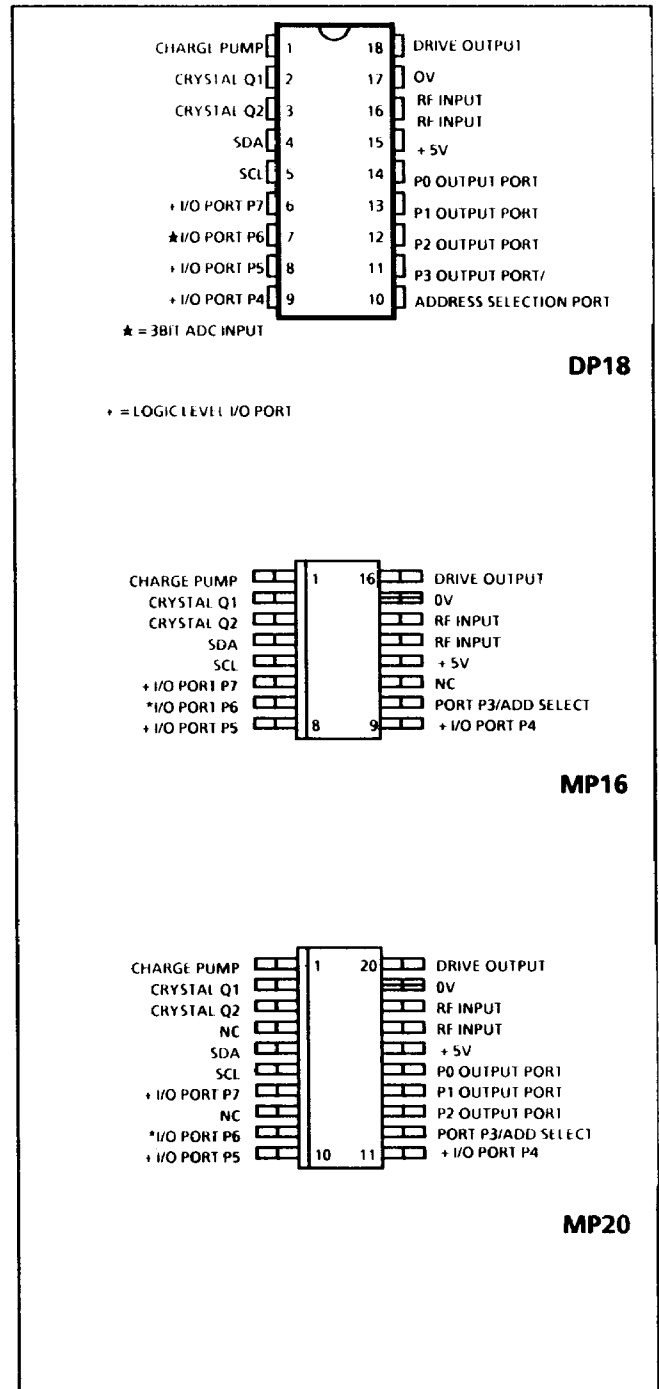 CHARGE PUMP 1 18 DRIVE OUTPUT
CRYSTAL Q1 2 17 OV
CRYSTAL Q2 3 16 RF INPUT
RF INPUT
SDA 4 15 + 5V
SCL 5 14 P0 OUTPUT PORT
+ I/O PORT P7 6 13 P1 OUTPUT PORT
★I/O PORT P6 7 12 P2 OUTPUT PORT
+ I/O PORT P5 8 11 P3 OUTPUT PORT/
+ I/O PORT P4 9 10 ADDRESS SELECTION PORT
★ = 3BIT ADC INPUT
DP18
+ = LOGIC LEVEL I/O PORT
CHARGE PUMP 1 16 DRIVE OUTPUT
CRYSTAL Q1 0V
CRYSTAL Q2 RF INPUT
SDA RF INPUT
SCL + 5V
+ I/O PORT P7 NC
*I/O PORT P6 PORT P3/ADD SELECT
+ I/O PORT P5 8 9 + I/O PORT P4
MP16
CHARGE PUMP 1 20 DRIVE OUTPUT
CRYSTAL Q1 0V
CRYSTAL Q2 RF INPUT
NC RF INPUT
SDA + 5V
SCL P0 OUTPUT PORT
+ I/O PORT P7 P1 OUTPUT PORT
NC P2 OUTPUT PORT
*I/O PORT P6 PORT P3/ADD SELECT
+ I/O PORT P5 10 11 + I/O PORT P4
MP20